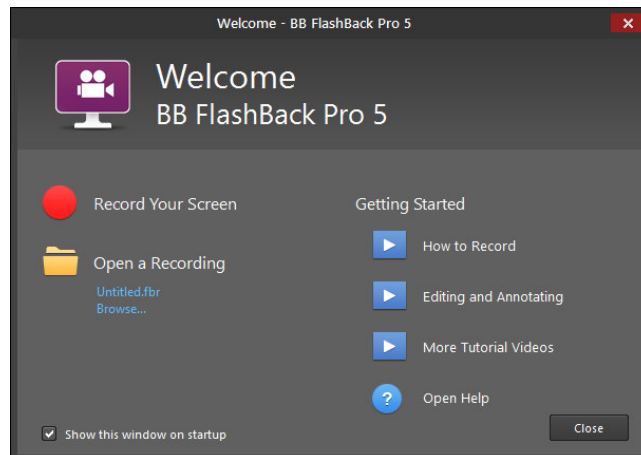 Welcome - BB FlashBack Pro 5
Welcome
BB FlashBack Pro 5
Record Your Screen
Open a Recording
Untitled.fbr
Browse...
Getting Started
How to Record
Editing and Annotating
More Tutorial Videos
?
Open Help
Show this window on startup
Close